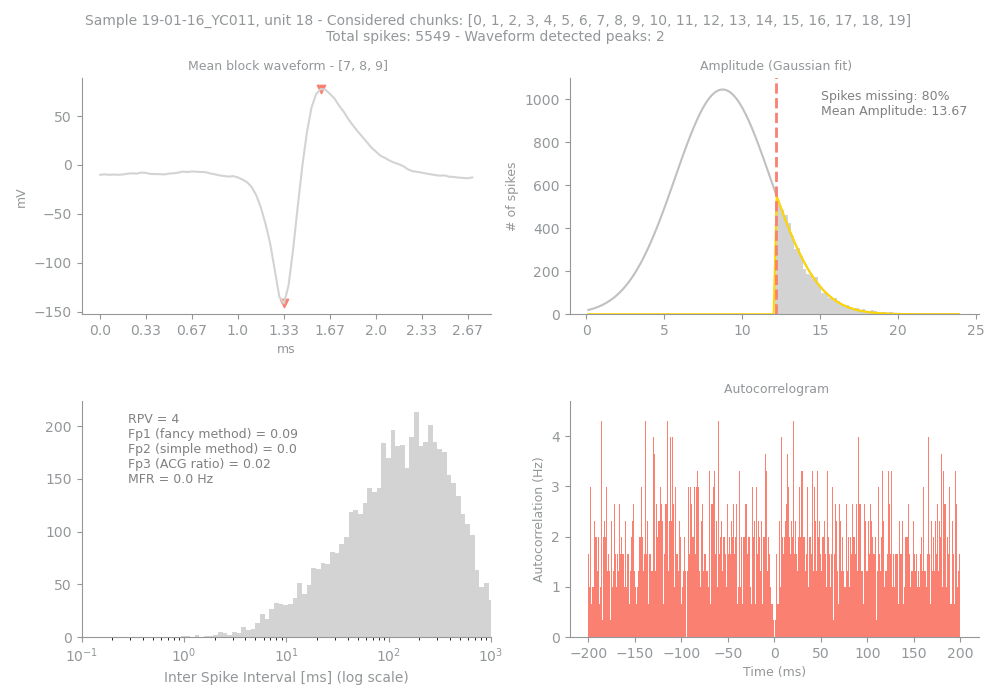 Sample 19-01-16_YC011, unit 18 - Considered chunks: [0, 1, 2, 3, 4, 5, 6, 7, 8, 9, 10, 11, 12, 13, 14, 15, 16, 17, 18, 19]
Total spikes: 5549 - Waveform detected peaks: 2
Mean block waveform - [7, 8, 9]
mV
50
0
−50
−100
−150
0.0 0.33 0.67 1.0 1.33 1.67 2.0 2.33 2.67
ms
Amplitude (Gaussian fit)
Spikes missing: 80%
Mean Amplitude: 13.67
# of spikes
1000
800
600
400
200
0
0 5 10 15 20 25
RPV = 4
Fp1 (fancy method) = 0.09
Fp2 (simple method) = 0.0
Fp3 (ACG ratio) = 0.02
MFR = 0.0 Hz
200
150
100
50
0
10⁻¹ 10⁰ 10¹ 10² 10³
Inter Spike Interval [ms] (log scale)
Autocorrelogram
Autocorrelation (Hz)
4
3
2
1
0
−200 −150 −100 −50 0 50 100 150 200
Time (ms)